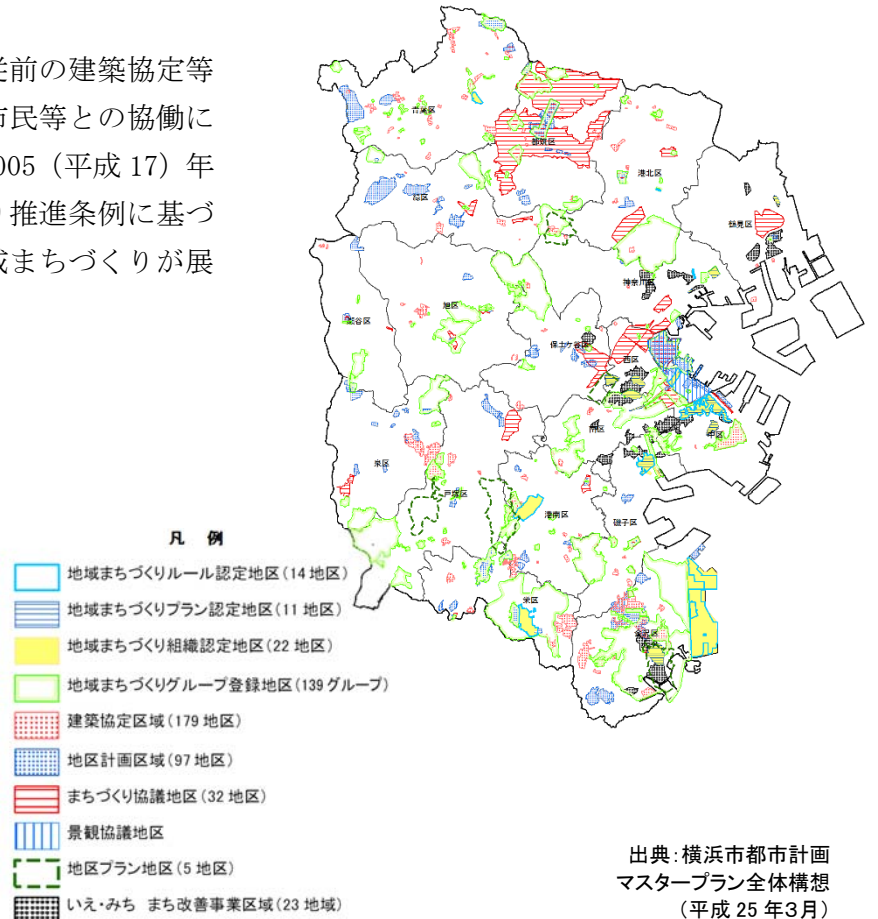 従前の建築協定等
市民等との協働に
005（平成 17）年
り推進条例に基づ
成まちづくりが展
青葉区
都筑区
港北区
緑区
鶴見区
神奈川区
旭区
瀬谷区
保土ケ谷区
西区
南区
中区
泉区
戸塚区
港南区
磯子区
栄区
凡 例
地域まちづくりルール認定地区(14 地区)
地域まちづくりプラン認定地区(11 地区)
地域まちづくり組織認定地区(22 地区)
地域まちづくりグループ登録地区(139 グループ)
建築協定区域(179 地区)
地区計画区域(97 地区)
まちづくり協議地区(32 地区)
景観協議地区
地区プラン地区(5 地区)
いえ・みち まち改善事業区域(23 地域)
出典：横浜市都市計画
マスタープラン全体構想
(平成 25 年3月)